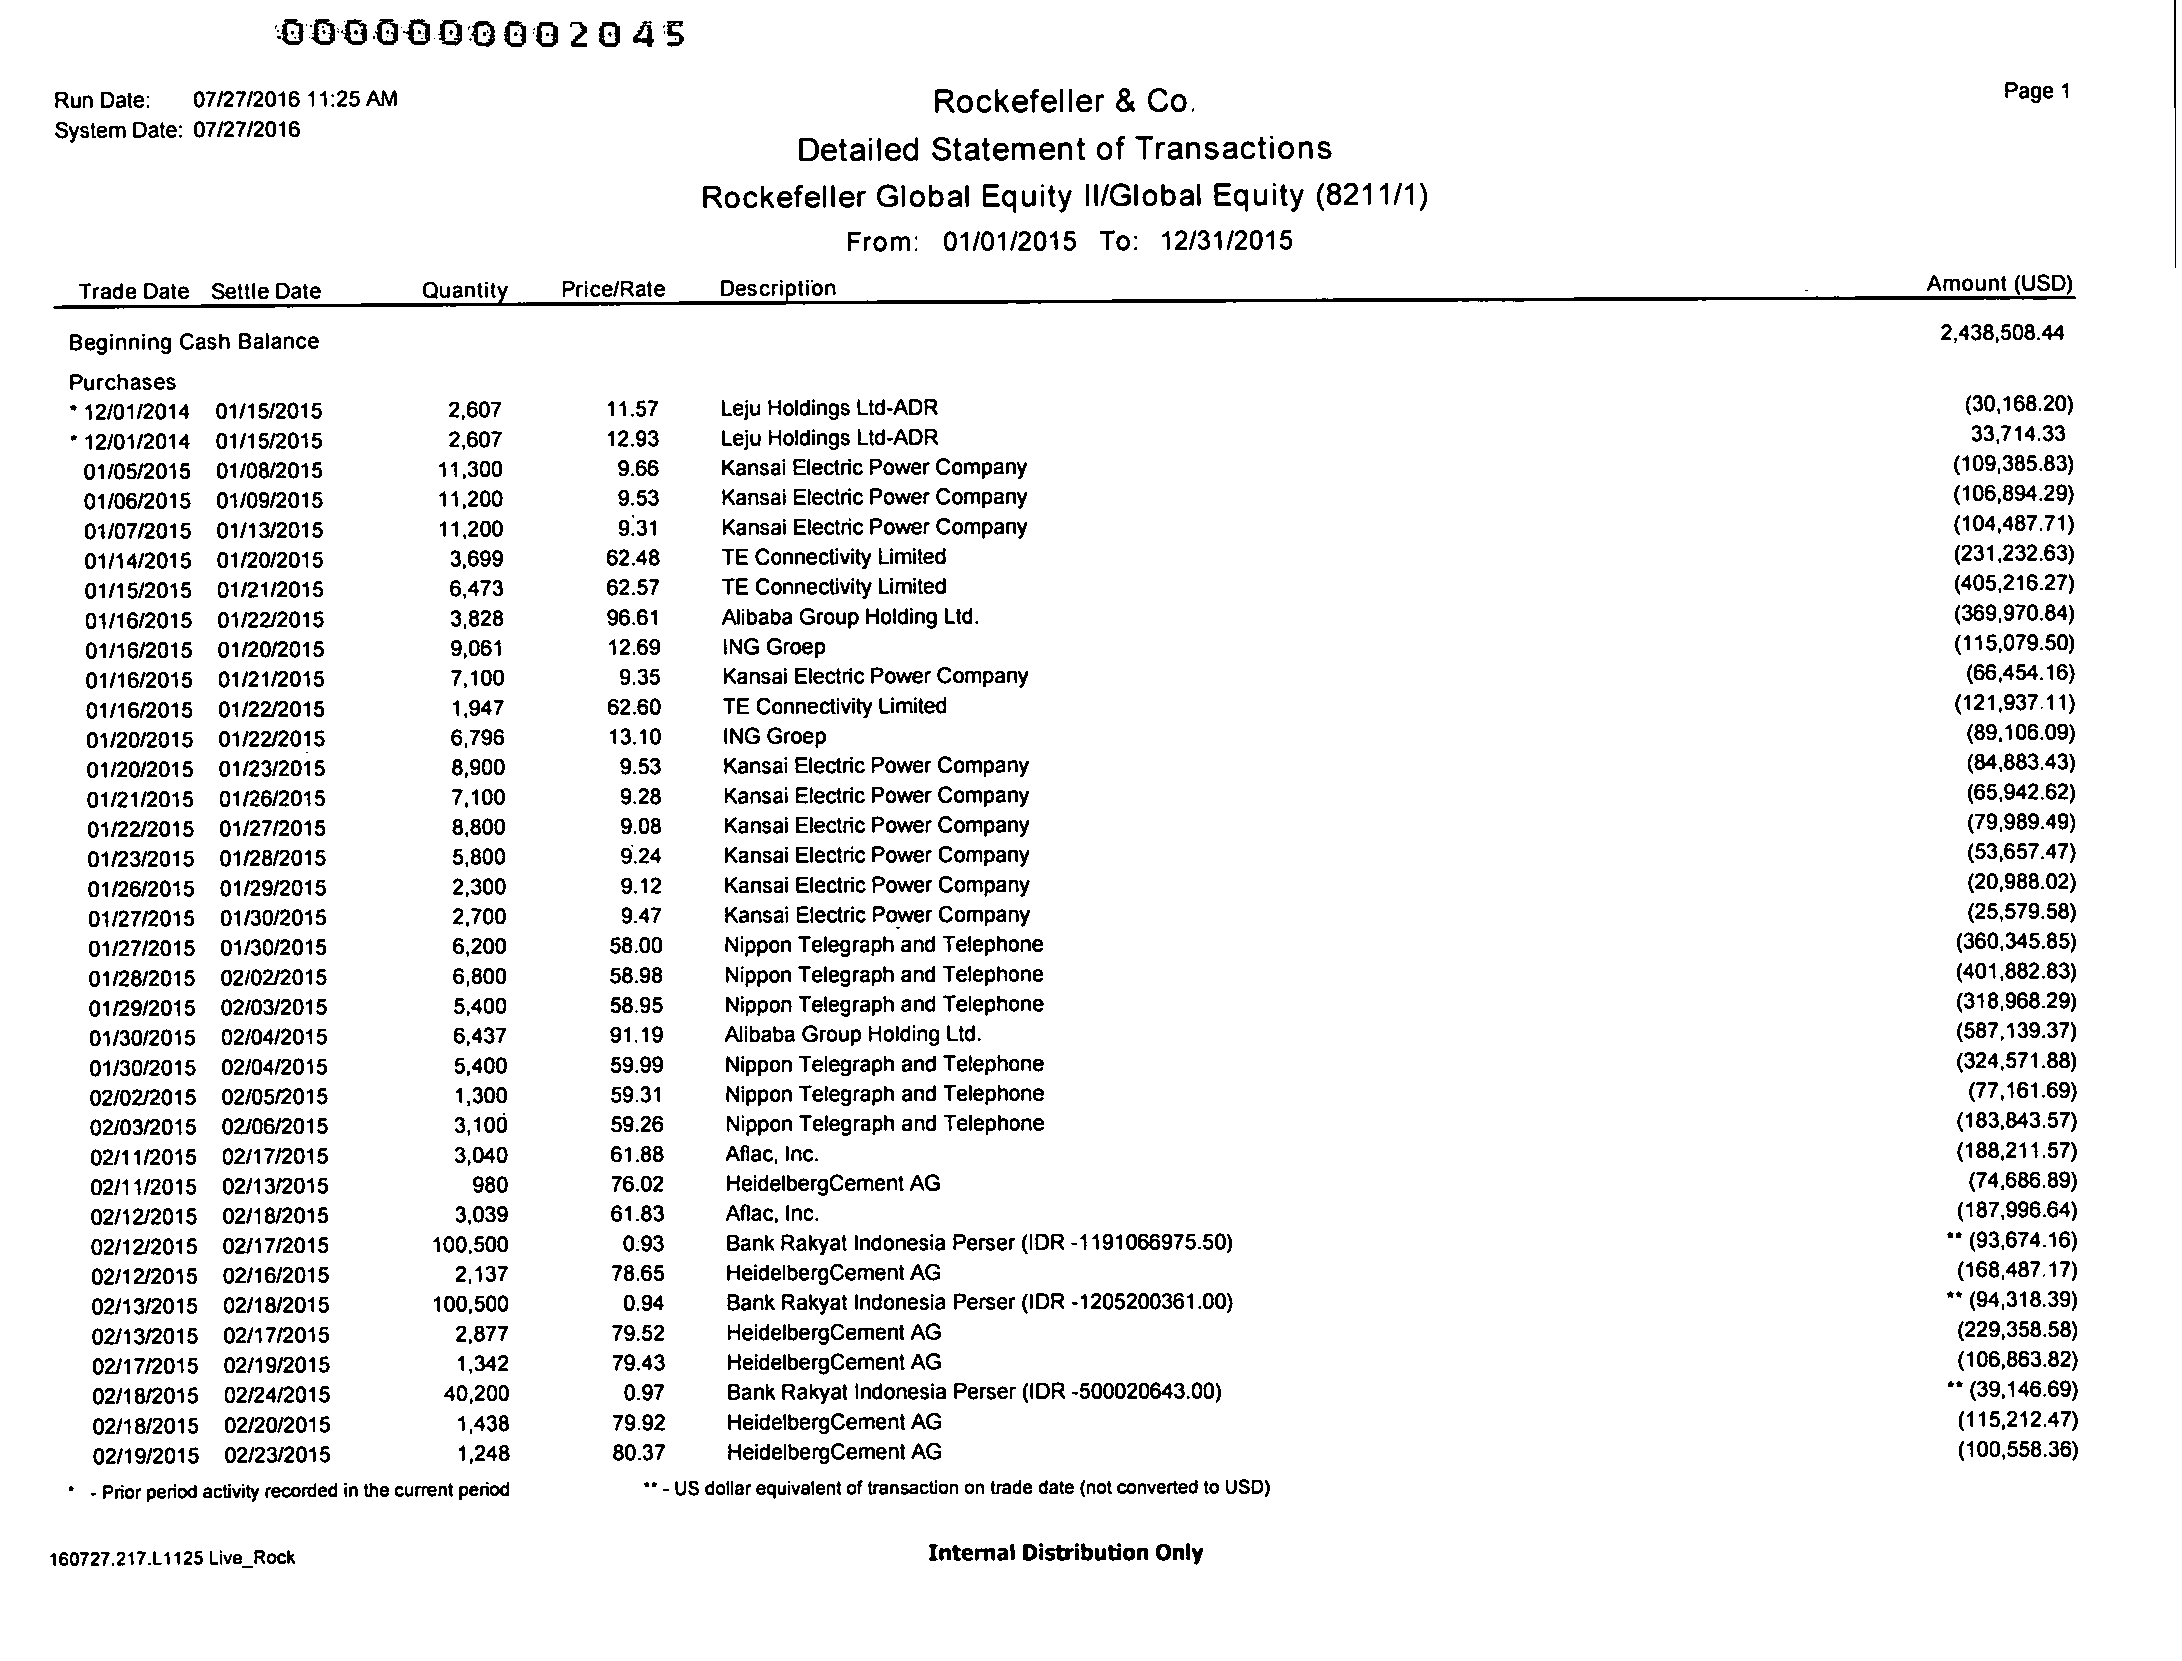 0000000002045
Run Date: 07/27/2016 11:25 AM
Rockefeller & Co.
Page 1
System Date: 07/27/2016
Detailed Statement of Transactions
Rockefeller Global Equity II/Global Equity (8211/1)
From: 01/01/2015 To: 12/31/2015
Trade Date Settle Date Quantity Price/Rate Description Amount (USD)
Beginning Cash Balance 2,438,508.44
Purchases
* 12/01/2014 01/15/2015 2,607 11.57 Leju Holdings Ltd-ADR (30,168.20)
* 12/01/2014 01/15/2015 2,607 12.93 Leju Holdings Ltd-ADR 33,714.33
01/05/2015 01/08/2015 11,300 9.66 Kansai Electric Power Company (109,385.83)
01/06/2015 01/09/2015 11,200 9.53 Kansai Electric Power Company (106,894.29)
01/07/2015 01/13/2015 11,200 9.31 Kansai Electric Power Company (104,487.71)
01/14/2015 01/20/2015 3,699 62.48 TE Connectivity Limited (231,232.63)
01/15/2015 01/21/2015 6,473 62.57 TE Connectivity Limited (405,216.27)
01/16/2015 01/22/2015 3,828 96.61 Alibaba Group Holding Ltd. (369,970.84)
01/16/2015 01/20/2015 9,061 12.69 ING Groep (115,079.50)
01/16/2015 01/21/2015 7,100 9.35 Kansai Electric Power Company (66,454.16)
01/16/2015 01/22/2015 1,947 62.60 TE Connectivity Limited (121,937.11)
01/20/2015 01/22/2015 6,796 13.10 ING Groep (89,106.09)
01/20/2015 01/23/2015 8,900 9.53 Kansai Electric Power Company (84,883.43)
01/21/2015 01/26/2015 7,100 9.28 Kansai Electric Power Company (65,942.62)
01/22/2015 01/27/2015 8,800 9.08 Kansai Electric Power Company (79,989.49)
01/23/2015 01/28/2015 5,800 9.24 Kansai Electric Power Company (53,657.47)
01/26/2015 01/29/2015 2,300 9.12 Kansai Electric Power Company (20,988.02)
01/27/2015 01/30/2015 2,700 9.47 Kansai Electric Power Company (25,579.58)
01/27/2015 01/30/2015 6,200 58.00 Nippon Telegraph and Telephone (360,345.85)
01/28/2015 02/02/2015 6,800 58.98 Nippon Telegraph and Telephone (401,882.83)
01/29/2015 02/03/2015 5,400 58.95 Nippon Telegraph and Telephone (318,968.29)
01/30/2015 02/04/2015 6,437 91.19 Alibaba Group Holding Ltd. (587,139.37)
01/30/2015 02/04/2015 5,400 59.99 Nippon Telegraph and Telephone (324,571.88)
02/02/2015 02/05/2015 1,300 59.31 Nippon Telegraph and Telephone (77,161.69)
02/03/2015 02/06/2015 3,100 59.26 Nippon Telegraph and Telephone (183,843.57)
02/11/2015 02/17/2015 3,040 61.88 Aflac, Inc. (188,211.57)
02/11/2015 02/13/2015 980 76.02 HeidelbergCement AG (74,686.89)
02/12/2015 02/18/2015 3,039 61.83 Aflac, Inc. (187,996.64)
02/12/2015 02/17/2015 100,500 0.93 Bank Rakyat Indonesia Perser (IDR -1191066975.50) ** (93,674.16)
02/12/2015 02/16/2015 2,137 78.65 HeidelbergCement AG (168,487.17)
02/13/2015 02/18/2015 100,500 0.94 Bank Rakyat Indonesia Perser (IDR -1205200361.00) ** (94,318.39)
02/13/2015 02/17/2015 2,877 79.52 HeidelbergCement AG (229,358.58)
02/17/2015 02/19/2015 1,342 79.43 HeidelbergCement AG (106,863.82)
02/18/2015 02/24/2015 40,200 0.97 Bank Rakyat Indonesia Perser (IDR -500020643.00) ** (39,146.69)
02/18/2015 02/20/2015 1,438 79.92 HeidelbergCement AG (115,212.47)
02/19/2015 02/23/2015 1,248 80.37 HeidelbergCement AG (100,558.36)
* - Prior period activity recorded in the current period ** - US dollar equivalent of transaction on trade date (not converted to USD)
160727.217.L1125 Live_Rock Internal Distribution Only